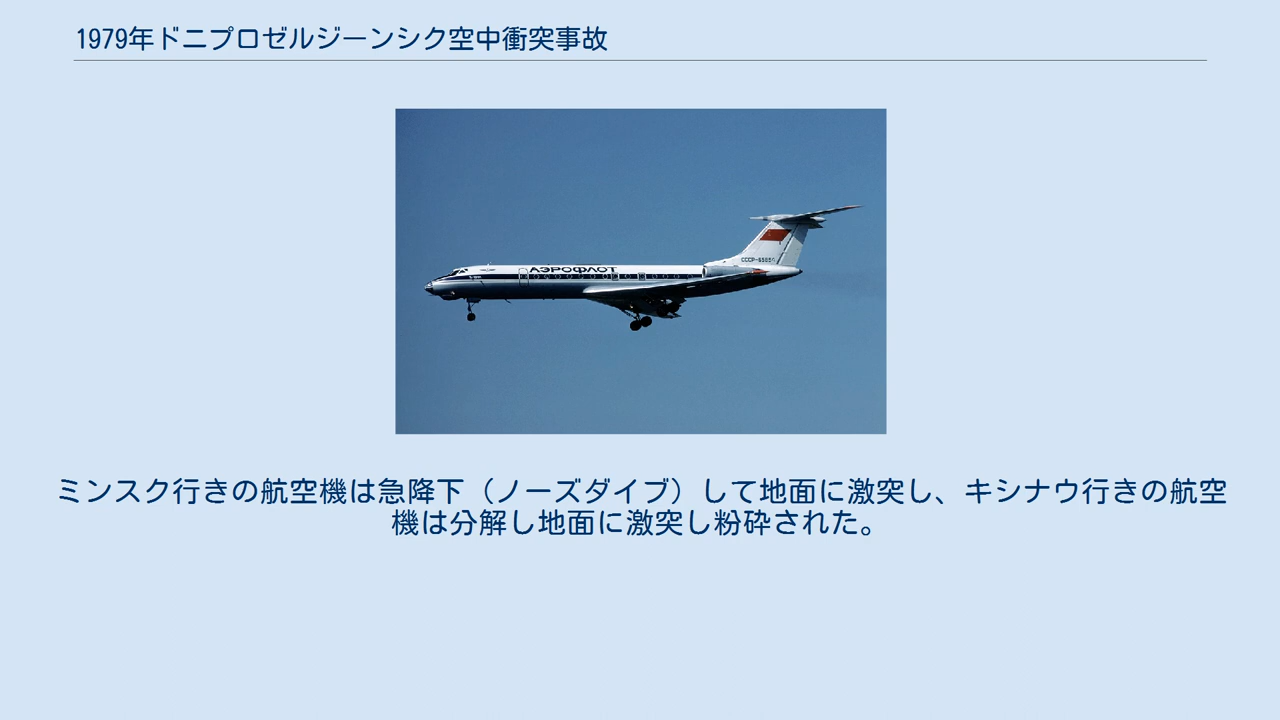 1979年ドニプロゼルジーンシク空中衝突事故
АЭРОФЛОТ
ミンスク行きの航空機は急降下（ノーズダイブ）して地面に激突し、キシナウ行きの航空
機は分解し地面に激突し粉砕された。